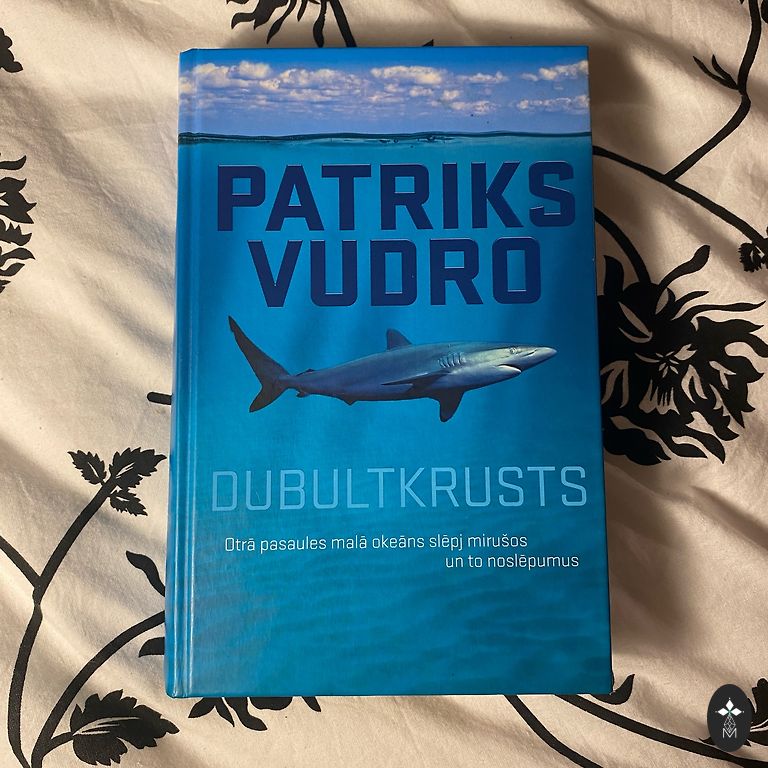 PATRIKS
VUDRO
DUBULTKRUSTS
Otrā pasaules malā okeāns slēpj mirušos
un to noslēpumus
M